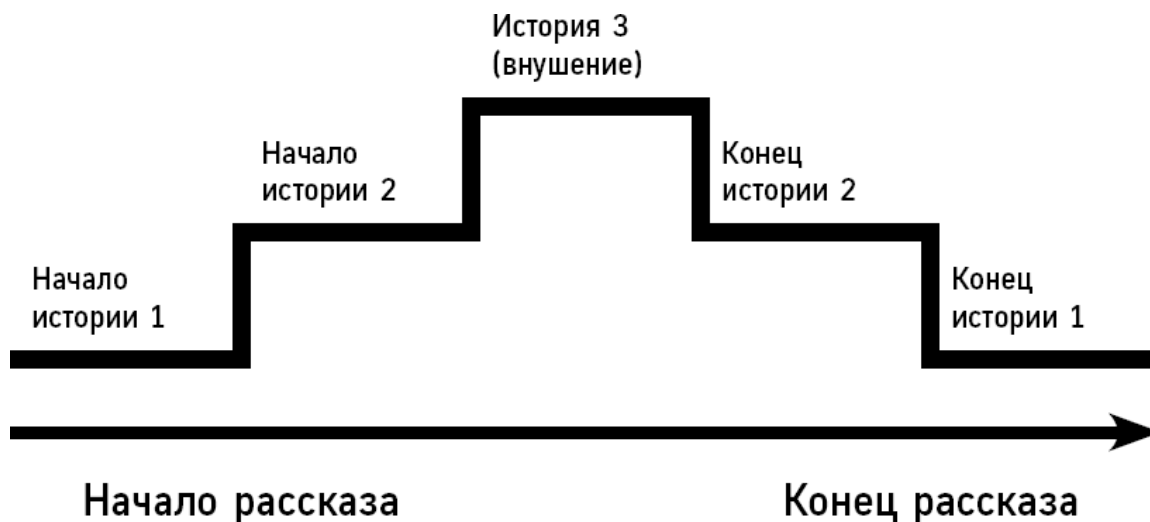 История 3
(внушение)
Начало
истории 2
Конец
истории 2
Начало
истории 1
Конец
истории 1
Начало рассказа
Конец рассказа